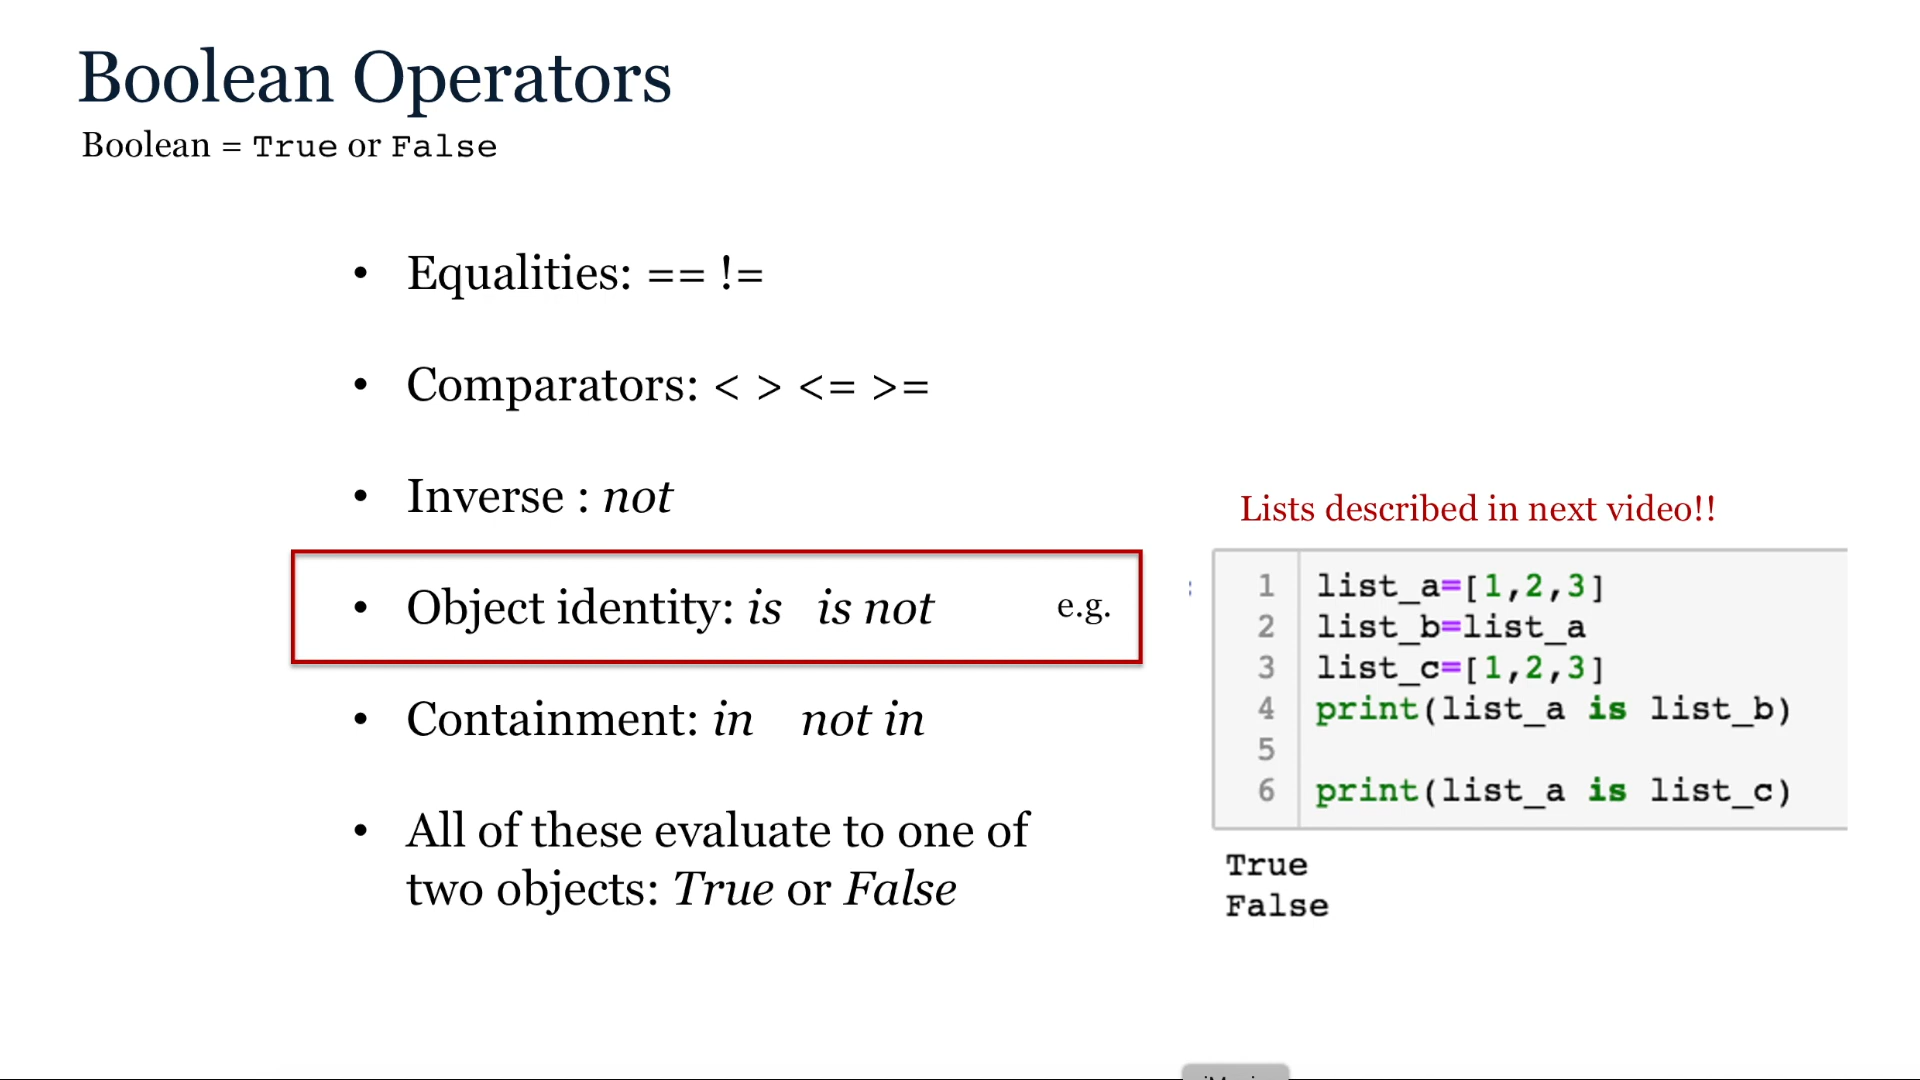 Boolean Operators
Boolean = True or False
• Equalities: == !=
• Comparators: < > <= >=
• Inverse : not
• Object identity: is is not e.g.
• Containment: in not in
• All of these evaluate to one of
two objects: True or False
Lists described in next video!!
1 list_a=[1,2,3]
2 list_b=list_a
3 list_c=[1,2,3]
4 print(list_a is list_b)
5
6 print(list_a is list_c)
True
False